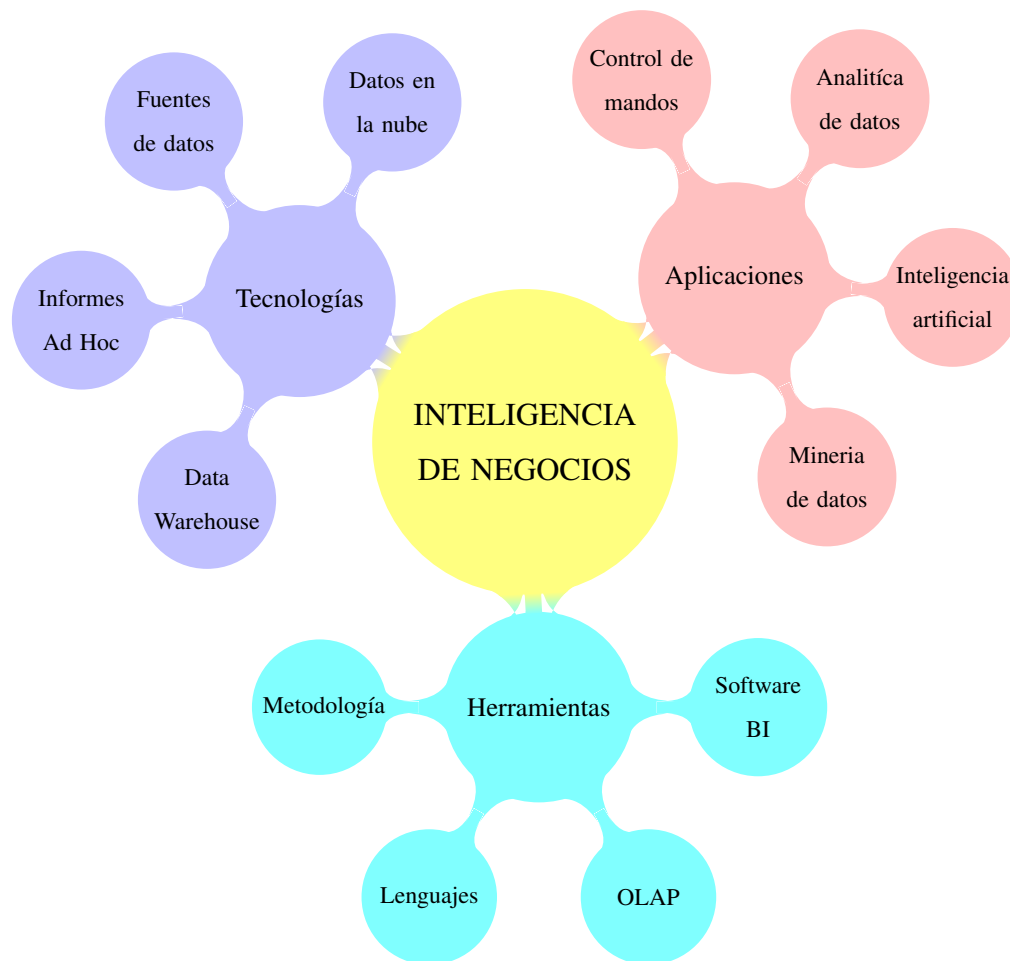 Control de
mandos
Analitíca
de datos
Datos en
la nube
Fuentes
de datos
Inteligencia
artificial
Aplicaciones
Informes
Ad Hoc
Tecnologías
INTELIGENCIA
DE NEGOCIOS
Mineria
de datos
Data
Warehouse
Metodología
Herramientas
Software
BI
Lenguajes
OLAP